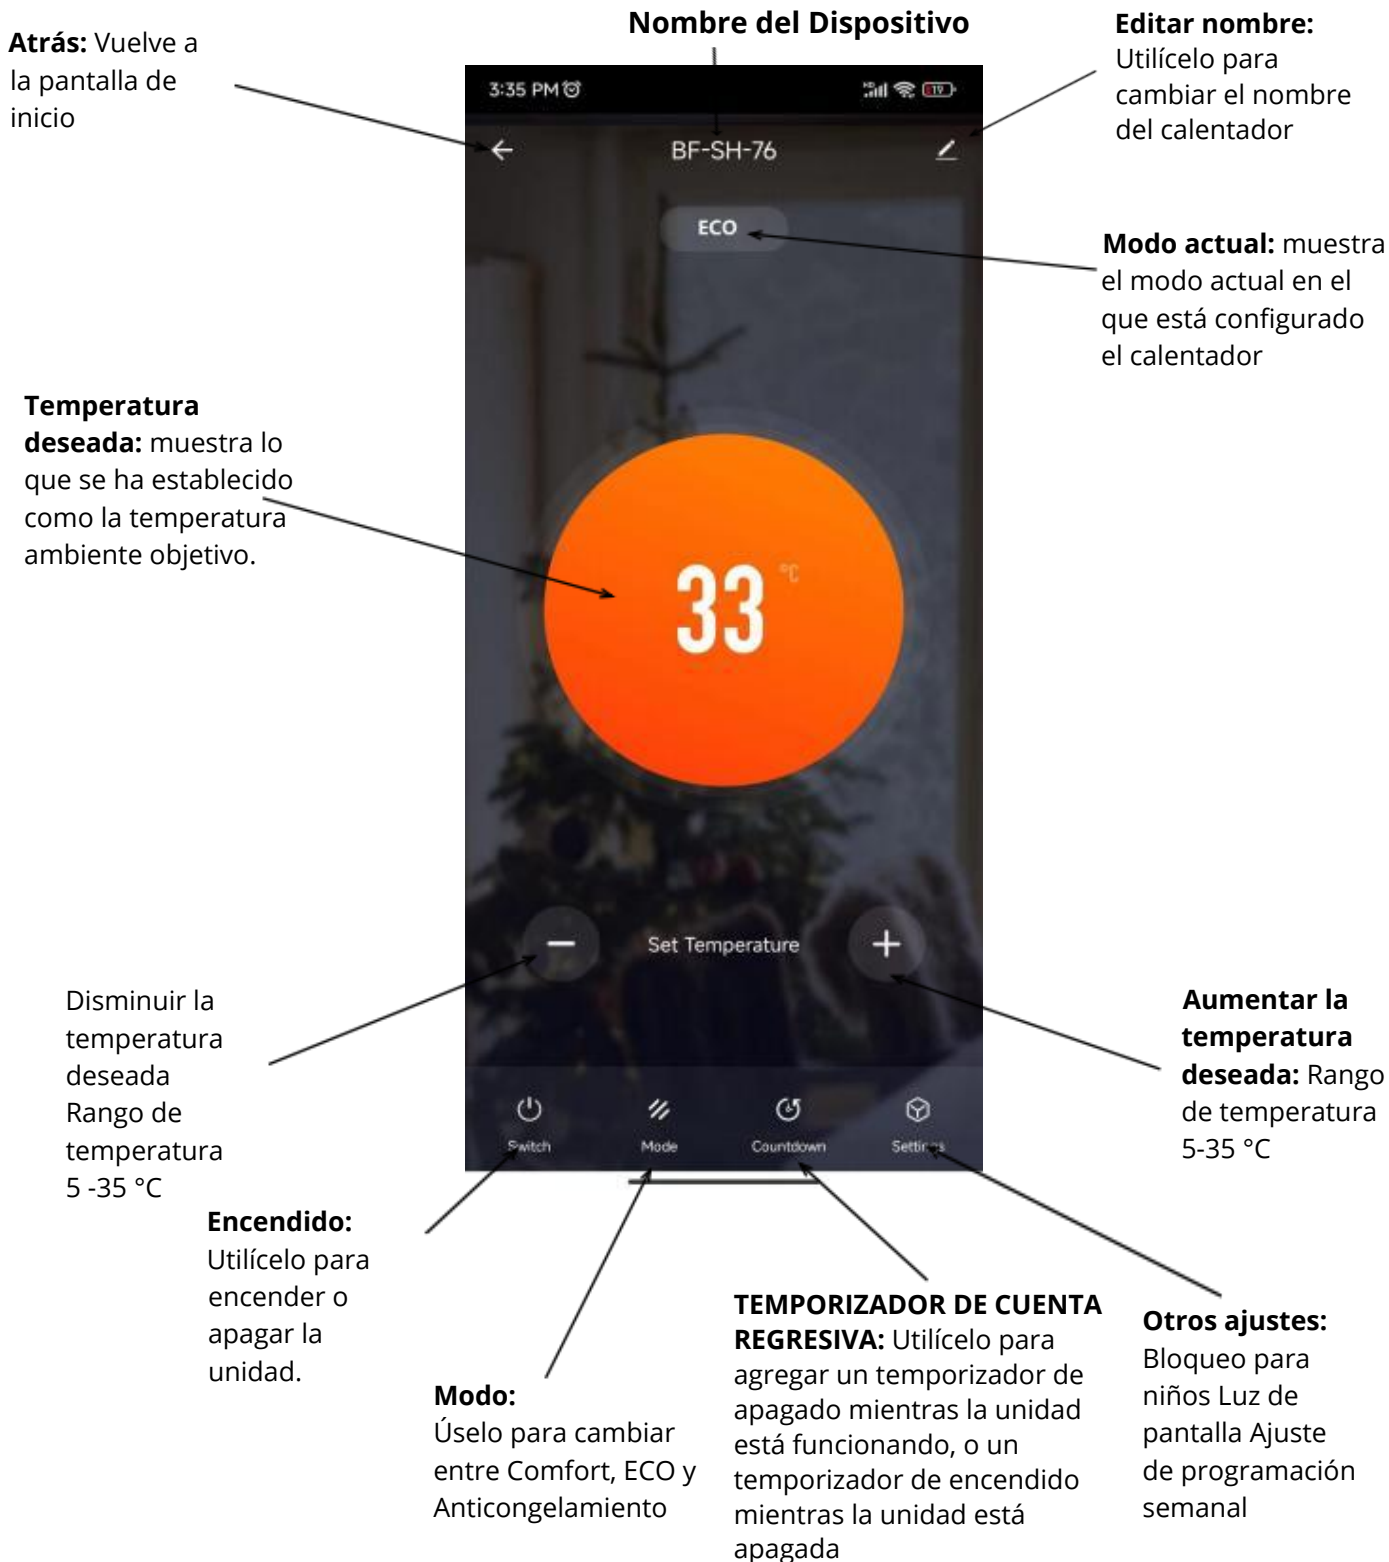 Nombre del Dispositivo
Atrás: Vuelve a
la pantalla de
inicio
Editar nombre:
Utilícelo para
cambiar el nombre
del calentador
3:35 PM
19
BF-SH-76
ECO
Modo actual: muestra
el modo actual en el
que está configurado
el calentador
Temperatura
deseada: muestra lo
que se ha establecido
como la temperatura
ambiente objetivo.
33 °C
Set Temperature
Disminuir la
temperatura
deseada
Rango de
temperatura
5 -35 °C
Aumentar la
temperatura
deseada: Rango
de temperatura
5-35 °C
Switch
Mode
Countdown
Settings
Encendido:
Utilícelo para
encender o
apagar la
unidad.
Modo:
Úselo para cambiar
entre Comfort, ECO y
Anticongelamiento
TEMPORIZADOR DE CUENTA
REGRESIVA: Utilícelo para
agregar un temporizador de
apagado mientras la unidad
está funcionando, o un
temporizador de encendido
mientras la unidad está
apagada
Otros ajustes:
Bloqueo para
niños Luz de
pantalla Ajuste
de programación
semanal